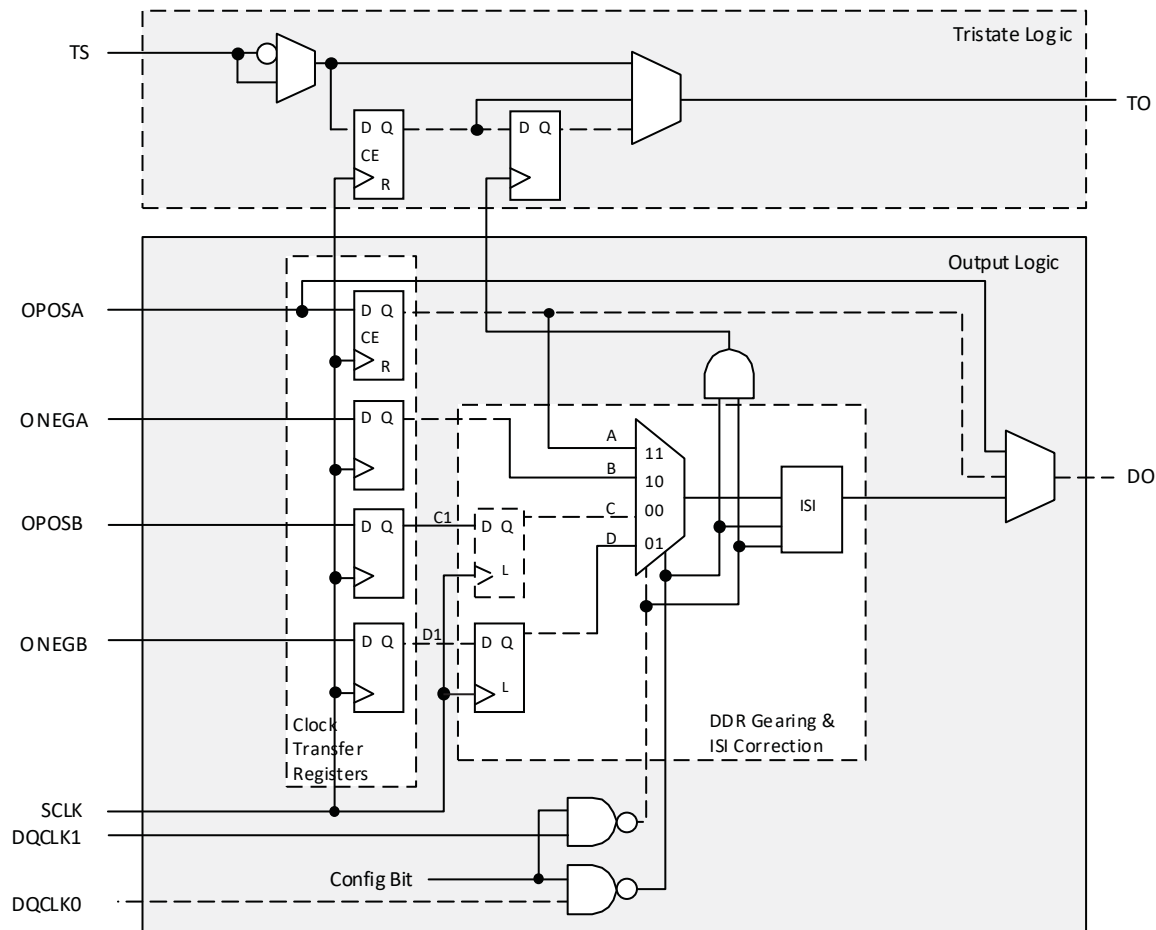 Tristate Logic
TS
TO
D Q
CE
R
D Q
Output Logic
OPOSA
D Q
CE
R
ONEGA
D Q
A
11
B
10
DO
ISI
OPOSB
D Q
C1
D Q
L
C
00
D
01
ONEGB
D Q
D1
D Q
L
Clock
Transfer
Registers
DDR Gearing &
ISI Correction
SCLK
DQCLK1
Config Bit
DQCLK0